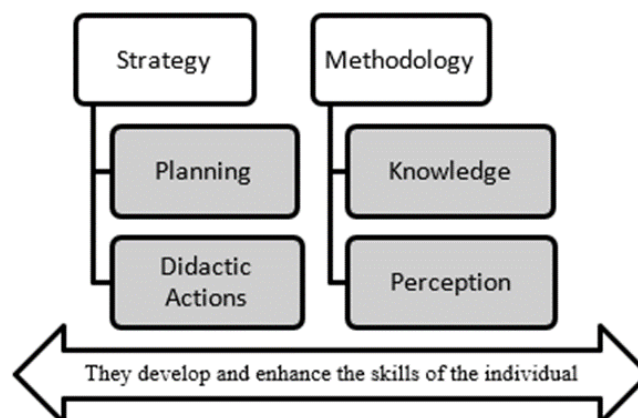 Strategy
Methodology
Planning
Knowledge
Didactic
Actions
Perception
They develop and enhance the skills of the individual